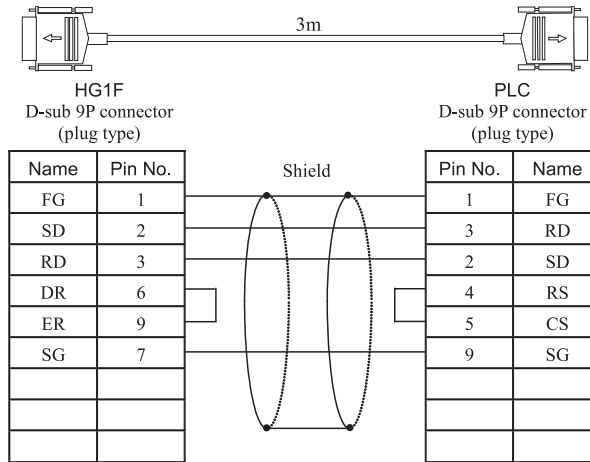 3m
HG1F
D-sub 9P connector
(plug type)
PLC
D-sub 9P connector
(plug type)
Shield
Name Pin No. Pin No. Name
FG 1 1 FG
SD 2 3 RD
RD 3 2 SD
DR 6 4 RS
ER 9 5 CS
SG 7 9 SG